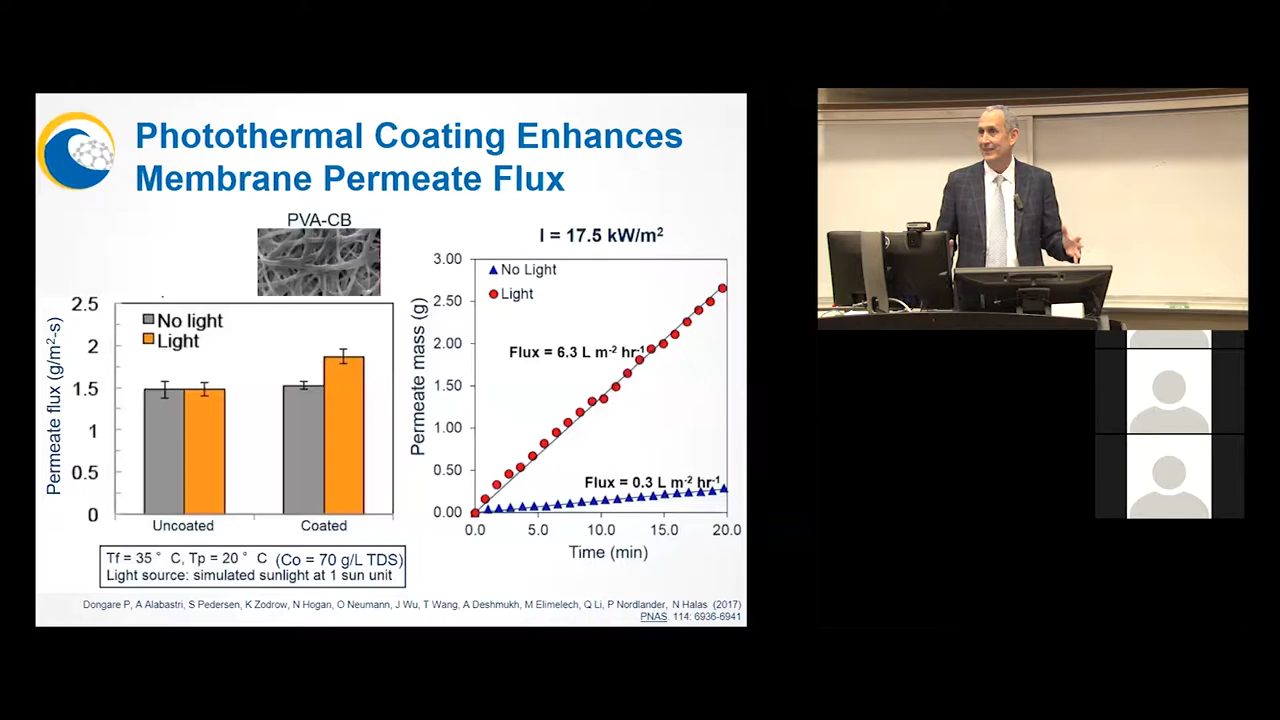 Photothermal Coating Enhances
Membrane Permeate Flux
PVA-CB
2.5
2
1.5
1
0.5
0
Permeate flux (g/m²-s)
No light
Light
Uncoated
Coated
Tf = 35 ° C, Tp = 20 ° C (Co = 70 g/L TDS)
Light source: simulated sunlight at 1 sun unit
I = 17.5 kW/m²
3.00
2.50
2.00
1.50
1.00
0.50
0.00
Permeate mass (g)
No Light
Light
Flux = 6.3 L m⁻² hr⁻¹
Flux = 0.3 L m⁻² hr⁻¹
0.0
5.0
10.0
15.0
20.0
Time (min)
Dongare P, A Alabastri, S Pedersen, K Zodrow, N Hogan, O Neumann, J Wu, T Wang, A Deshmukh, M Elimelech, Q Li, P Nordlander, N Halas (2017)
PNAS. 114: 6936-6941